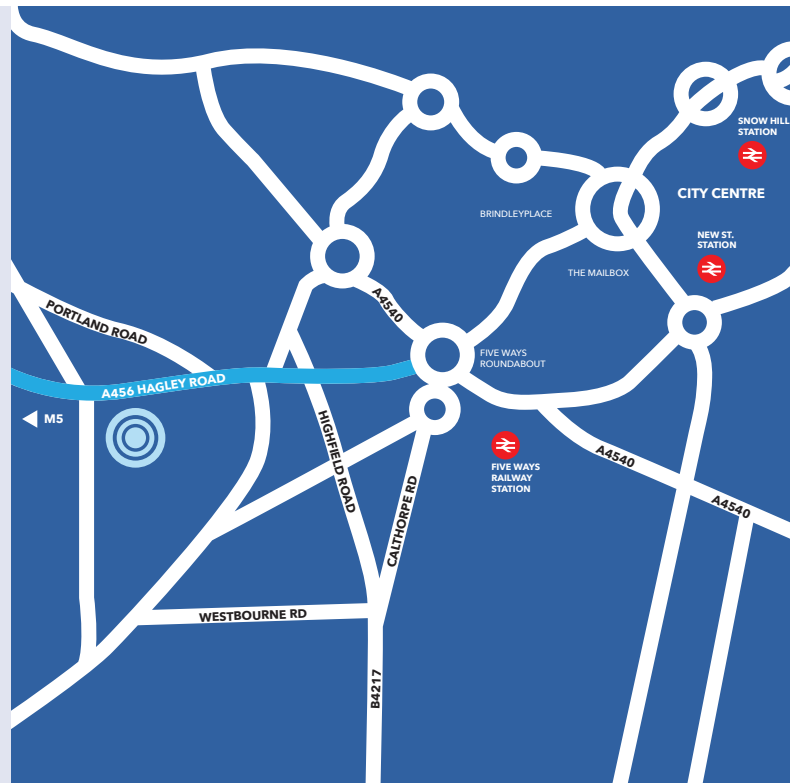 SNOW HILL
STATION
CITY CENTRE
BRINDLEYPLACE
NEW ST.
STATION
THE MAILBOX
A4540
PORTLAND ROAD
FIVE WAYS
ROUNDABOUT
A456 HAGLEY ROAD
M5
HIGHFIELD ROAD
A4540
FIVE WAYS
RAILWAY
STATION
A4540
CALTHORPE RD
WESTBOURNE RD
B4217